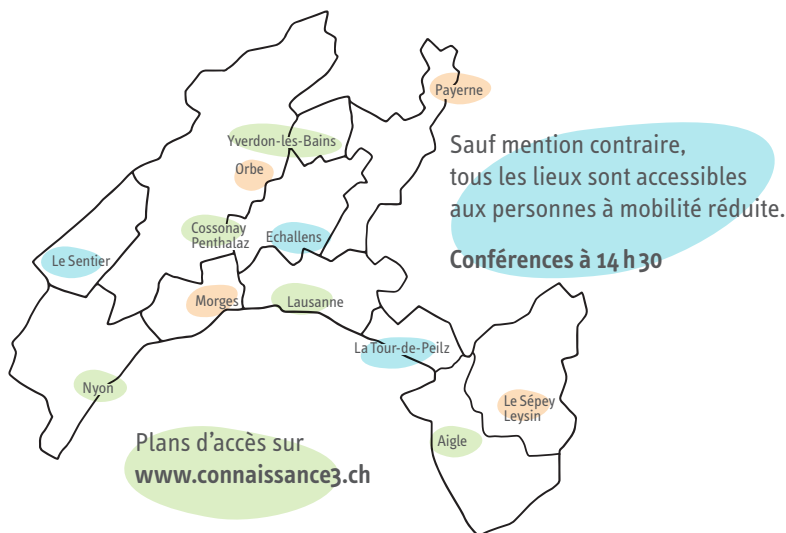 Payerne
Yverdon-les-Bains
Orbe
Sauf mention contraire,
tous les lieux sont accessibles
aux personnes à mobilité réduite.
Conférences à 14 h 30
Cossonay
Penthalaz
Echallens
Le Sentier
Morges
Lausanne
La Tour-de-Peilz
Nyon
Le Sépey
Leysin
Aigle
Plans d’accès sur
www.connaissance3.ch